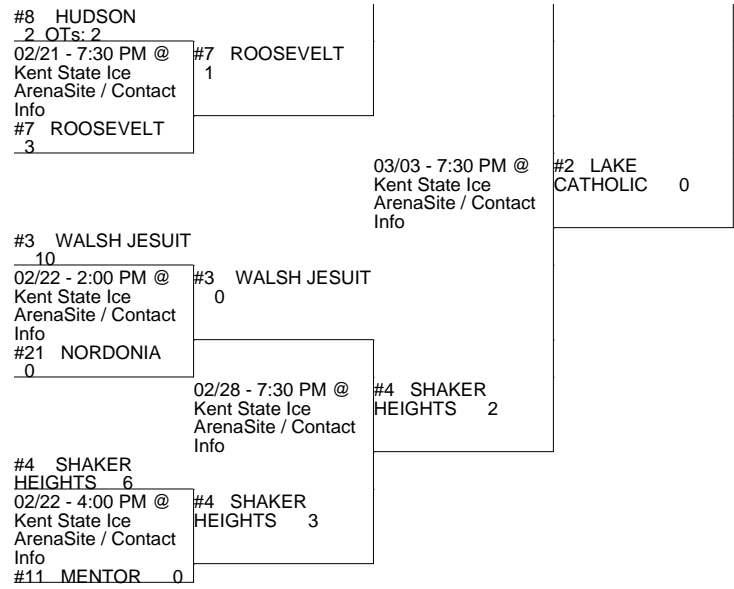 #8 HUDSON
2 OTs: 2
02/21 - 7:30 PM @
Kent State Ice
ArenaSite / Contact
Info
#7 ROOSEVELT
3
#7 ROOSEVELT
1
03/03 - 7:30 PM @
Kent State Ice
ArenaSite / Contact
Info
#2 LAKE
CATHOLIC 0
#3 WALSH JESUIT
10
02/22 - 2:00 PM @
Kent State Ice
ArenaSite / Contact
Info
#21 NORDONIA
0
#3 WALSH JESUIT
0
02/28 - 7:30 PM @
Kent State Ice
ArenaSite / Contact
Info
#4 SHAKER
HEIGHTS 2
#4 SHAKER
HEIGHTS 6
02/22 - 4:00 PM @
Kent State Ice
ArenaSite / Contact
Info
#11 MENTOR 0
#4 SHAKER
HEIGHTS 3